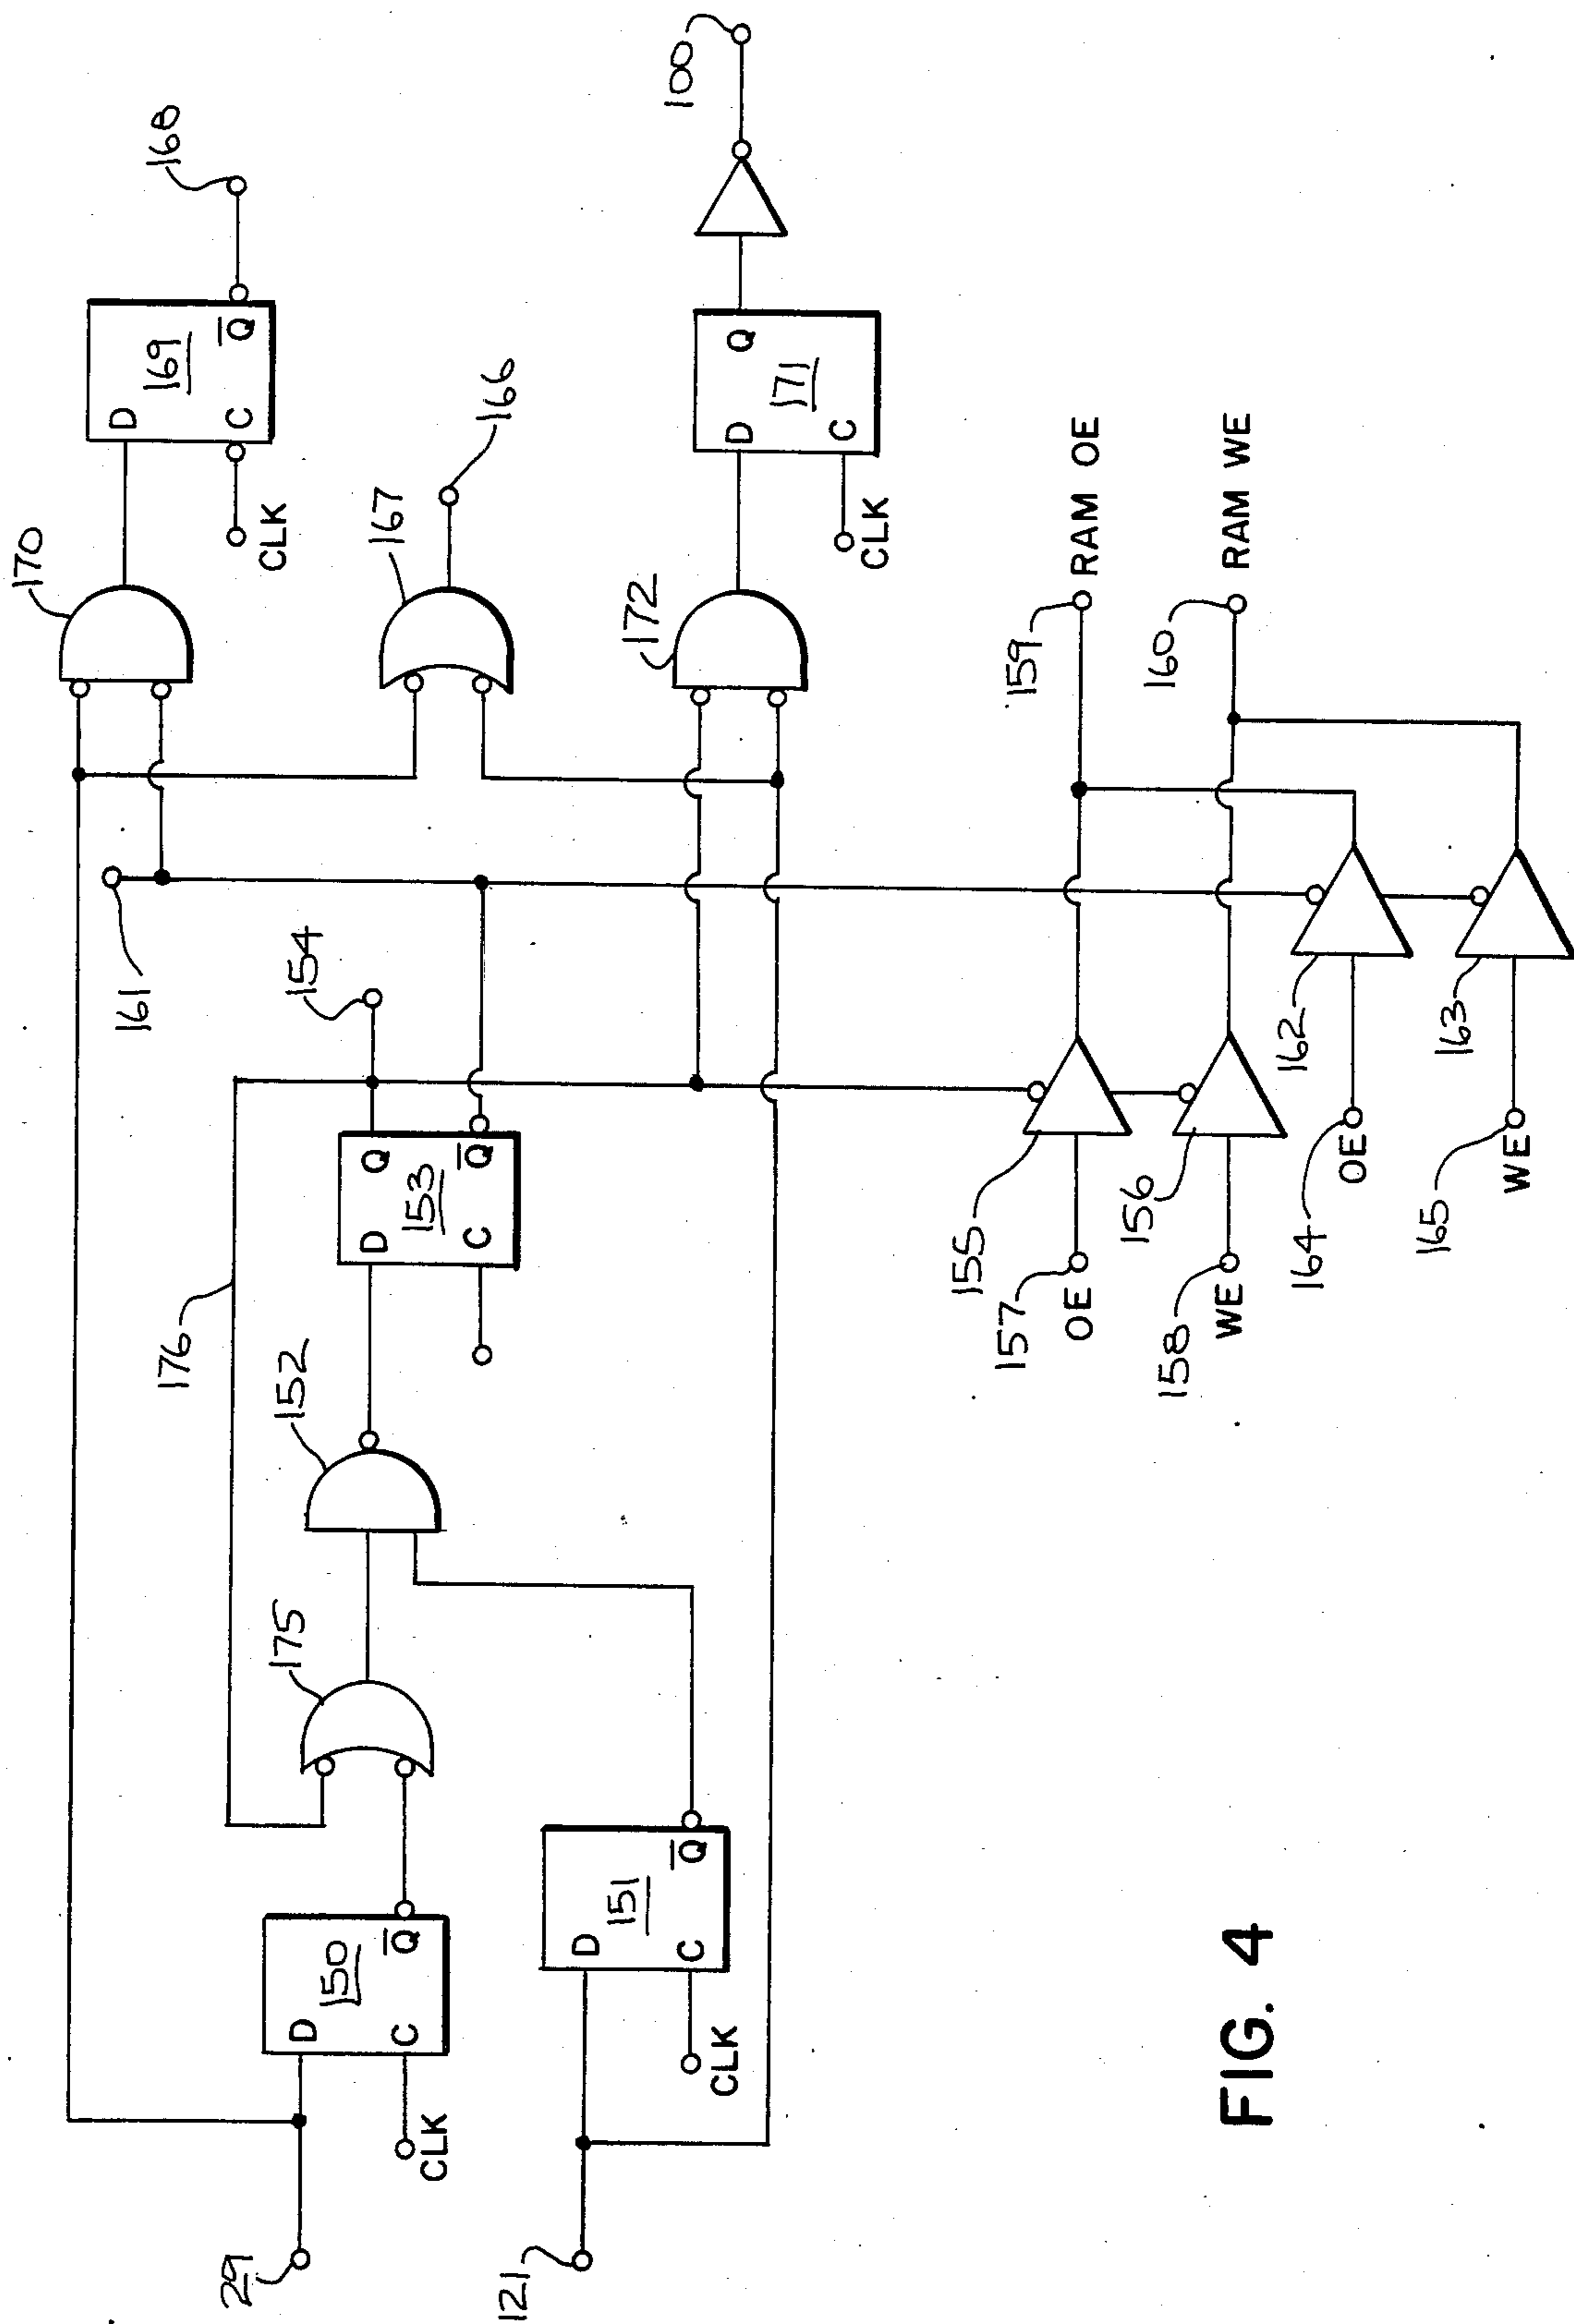 29
D
150
C
Q
CLK
121
D
151
C
Q
CLK
175
176
152
D
Q
153
C
Q
154
161
170
D
169
C
Q
CLK
168
167
166
172
D
Q
171
C
CLK
100
157
OE
155
158
WE
156
164
OE
162
165
WE
163
159
RAM OE
160
RAM WE
FIG. 4